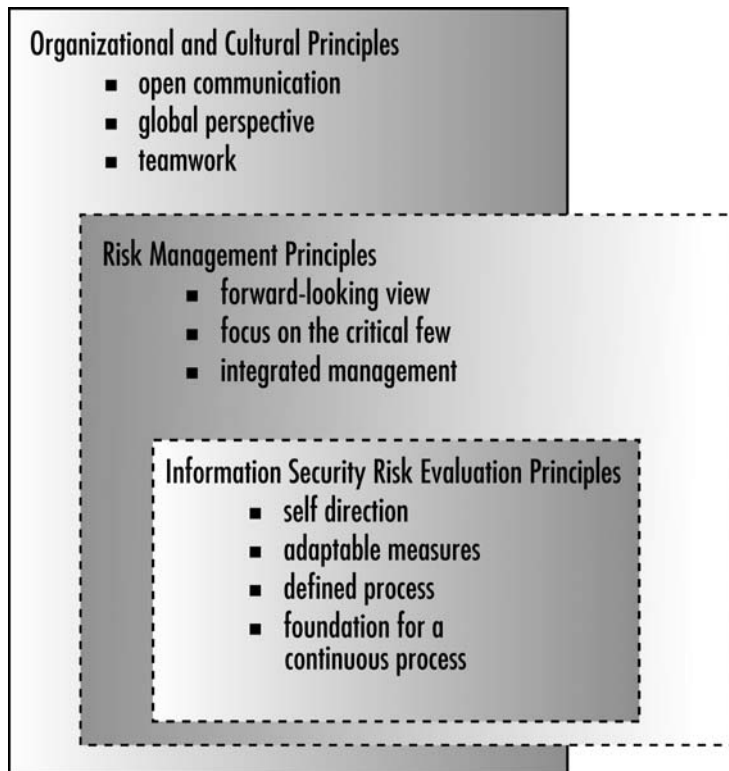 Organizational and Cultural Principles
■ open communication
■ global perspective
■ teamwork
Risk Management Principles
■ forward-looking view
■ focus on the critical few
■ integrated management
Information Security Risk Evaluation Principles
■ self direction
■ adaptable measures
■ defined process
■ foundation for a
continuous process